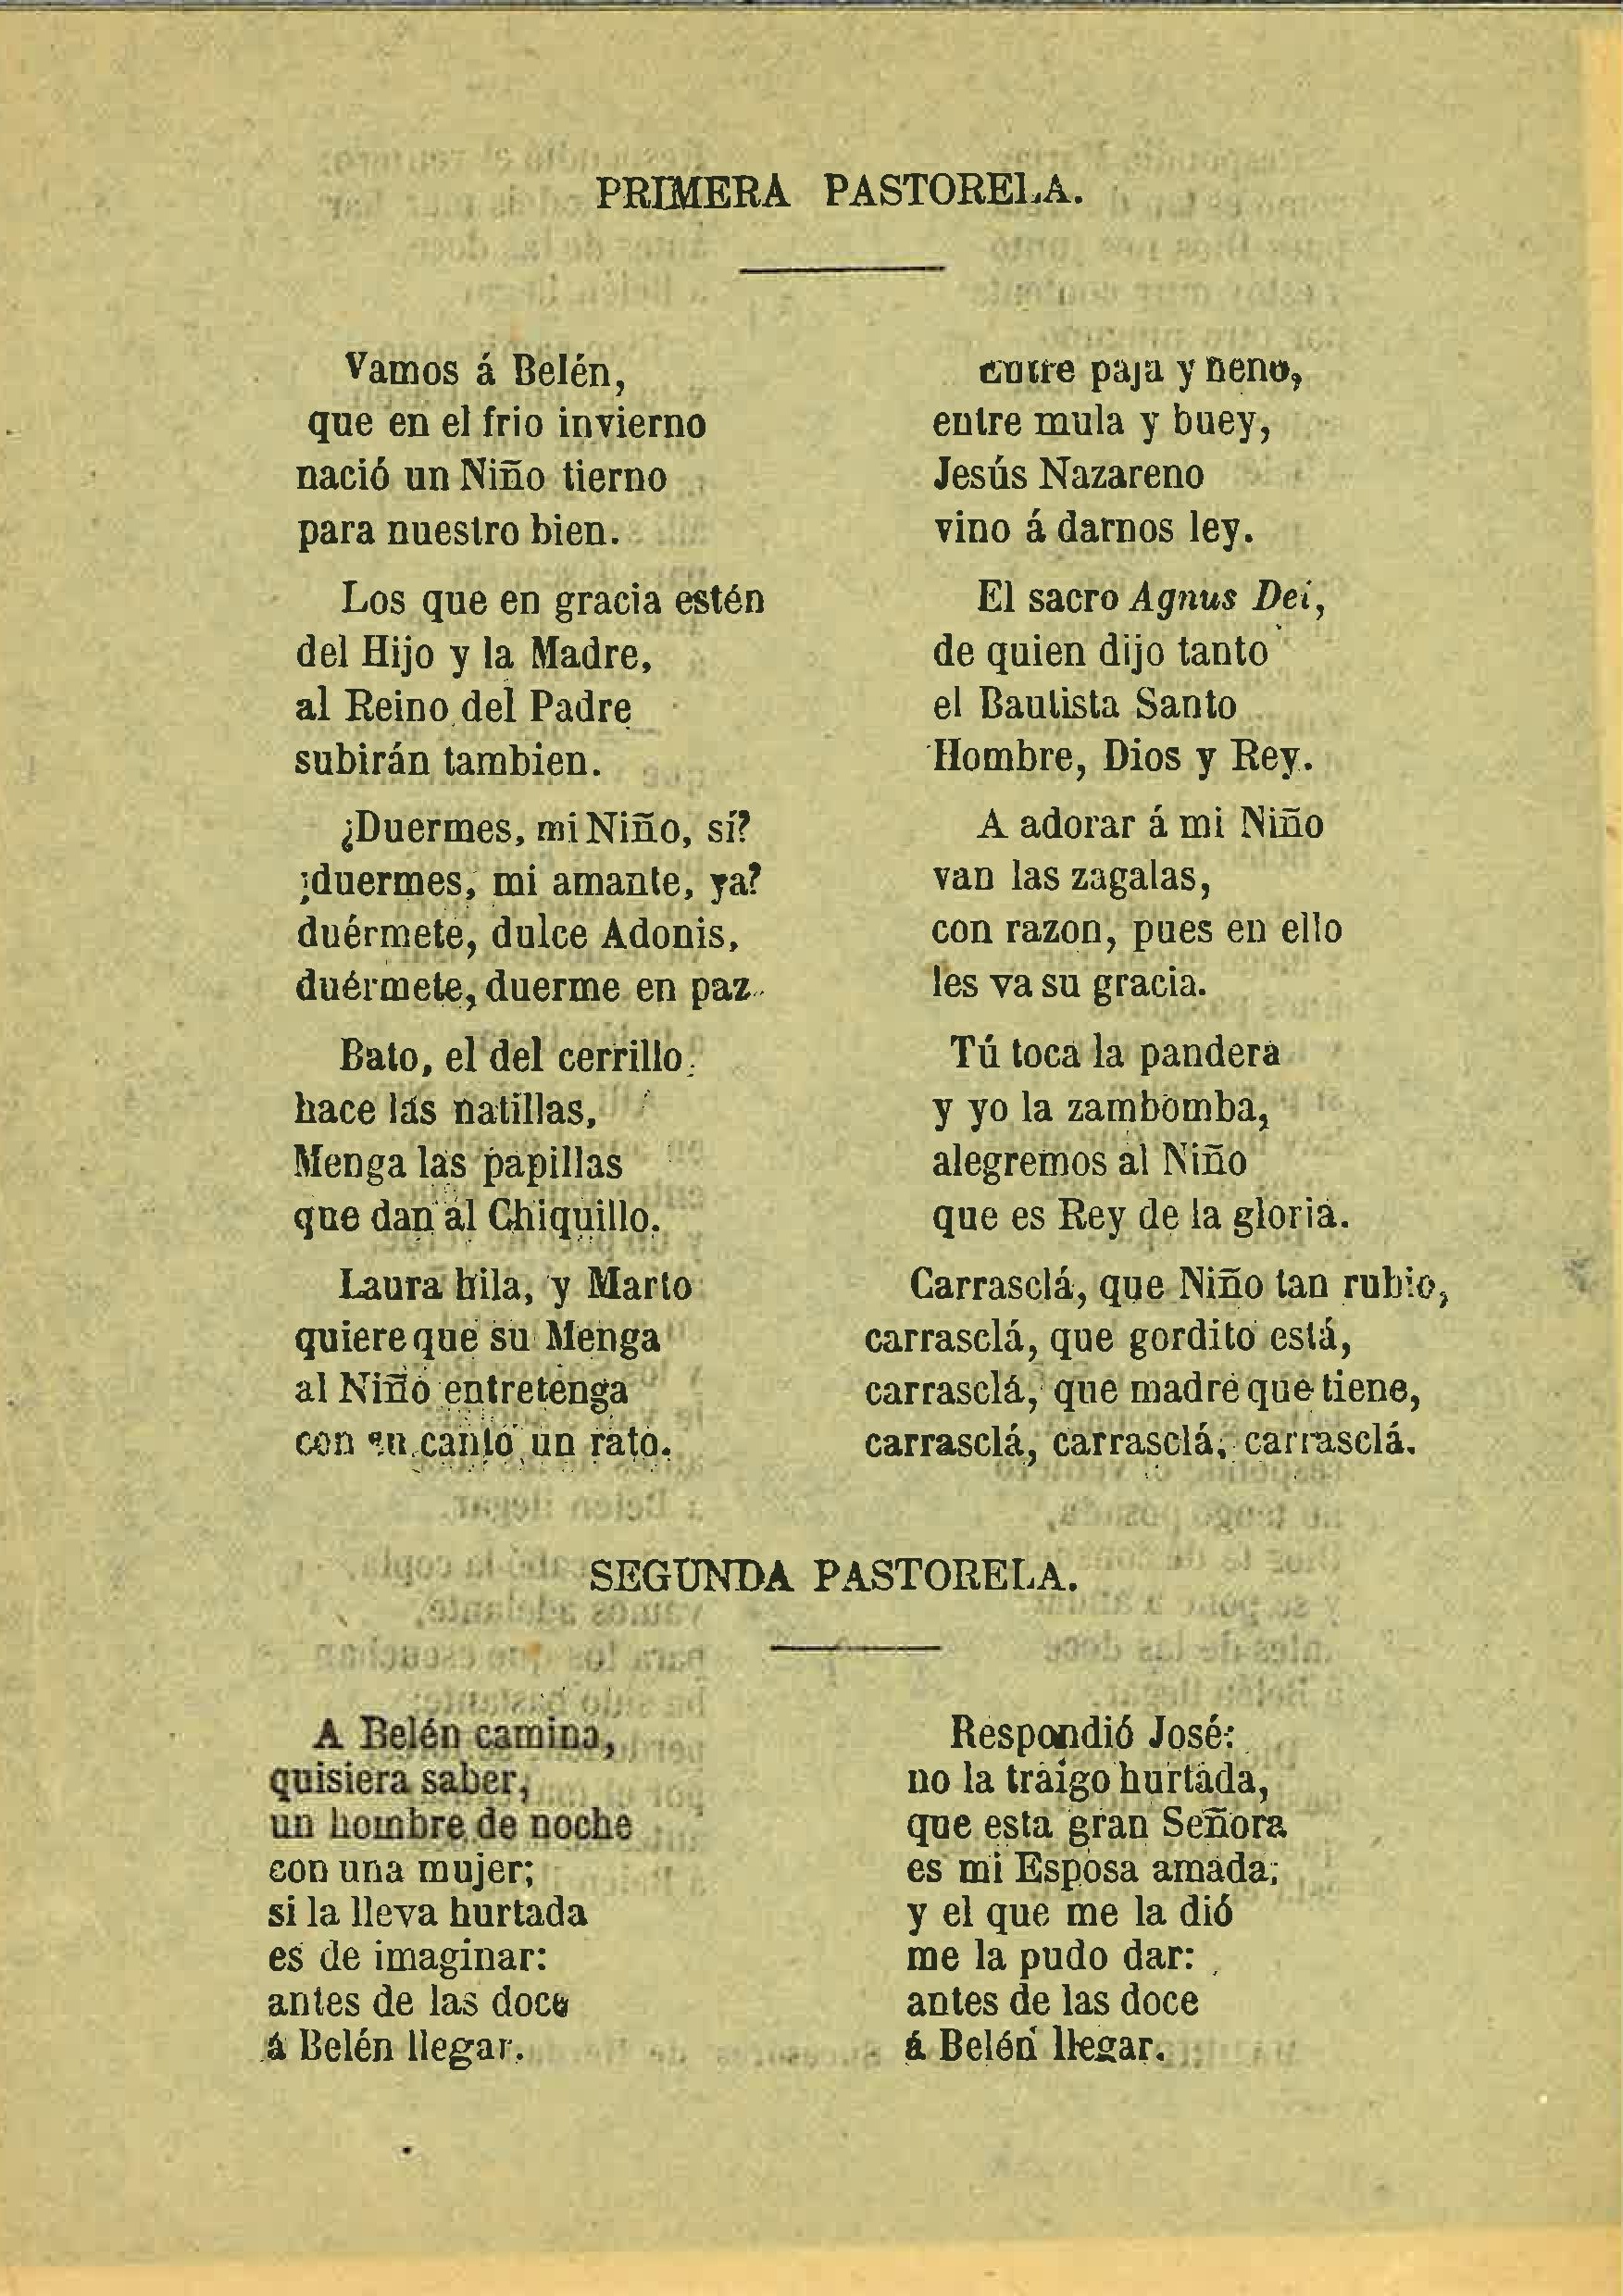 PRIMERA PASTORELA.
Vamos á Belén,
que en el frio invierno
nació un Niño tierno
para nuestro bien.
Los que en gracia estén
del Hijo y la Madre,
al Reino del Padre
subirán tambien.
¿Duermes, mi Niño, sí?
¿duermes, mi amante, ya?
duérmete, dulce Adonis,
duérmete, duerme en paz.
Bato, el del cerrillo,
hace las natillas,
Menga las papillas
que dan al Chiquillo.
Laura hila, y Marto
quiere que su Menga
al Niño entretenga
con su canto un rato.
entre paja y heno,
entre mula y buey,
Jesús Nazareno
vino á darnos ley.
El sacro Agnus Dei,
de quien dijo tanto
el Bautista Santo
Hombre, Dios y Rey.
A adorar á mi Niño
van las zagalas,
con razon, pues en ello
les va su gracia.
Tú toca la pandera
y yo la zambomba,
alegremos al Niño
que es Rey de la gloria.
Carrasclá, que Niño tan rubio,
carrasclá, que gordito está,
carrasclá, que madre que tiene,
carrasclá, carrasclá, carrasclá.
SEGUNDA PASTORELA.
A Belén camina,
quisiera saber,
un hombre de noche
con una mujer;
si la lleva hurtada
es de imaginar:
antes de las doce
á Belén llegar.
Respondió José:
no la traigo hurtada,
que esta gran Señora
es mi Esposa amada;
y el que me la dió
me la pudo dar:
antes de las doce
á Belén llegar.